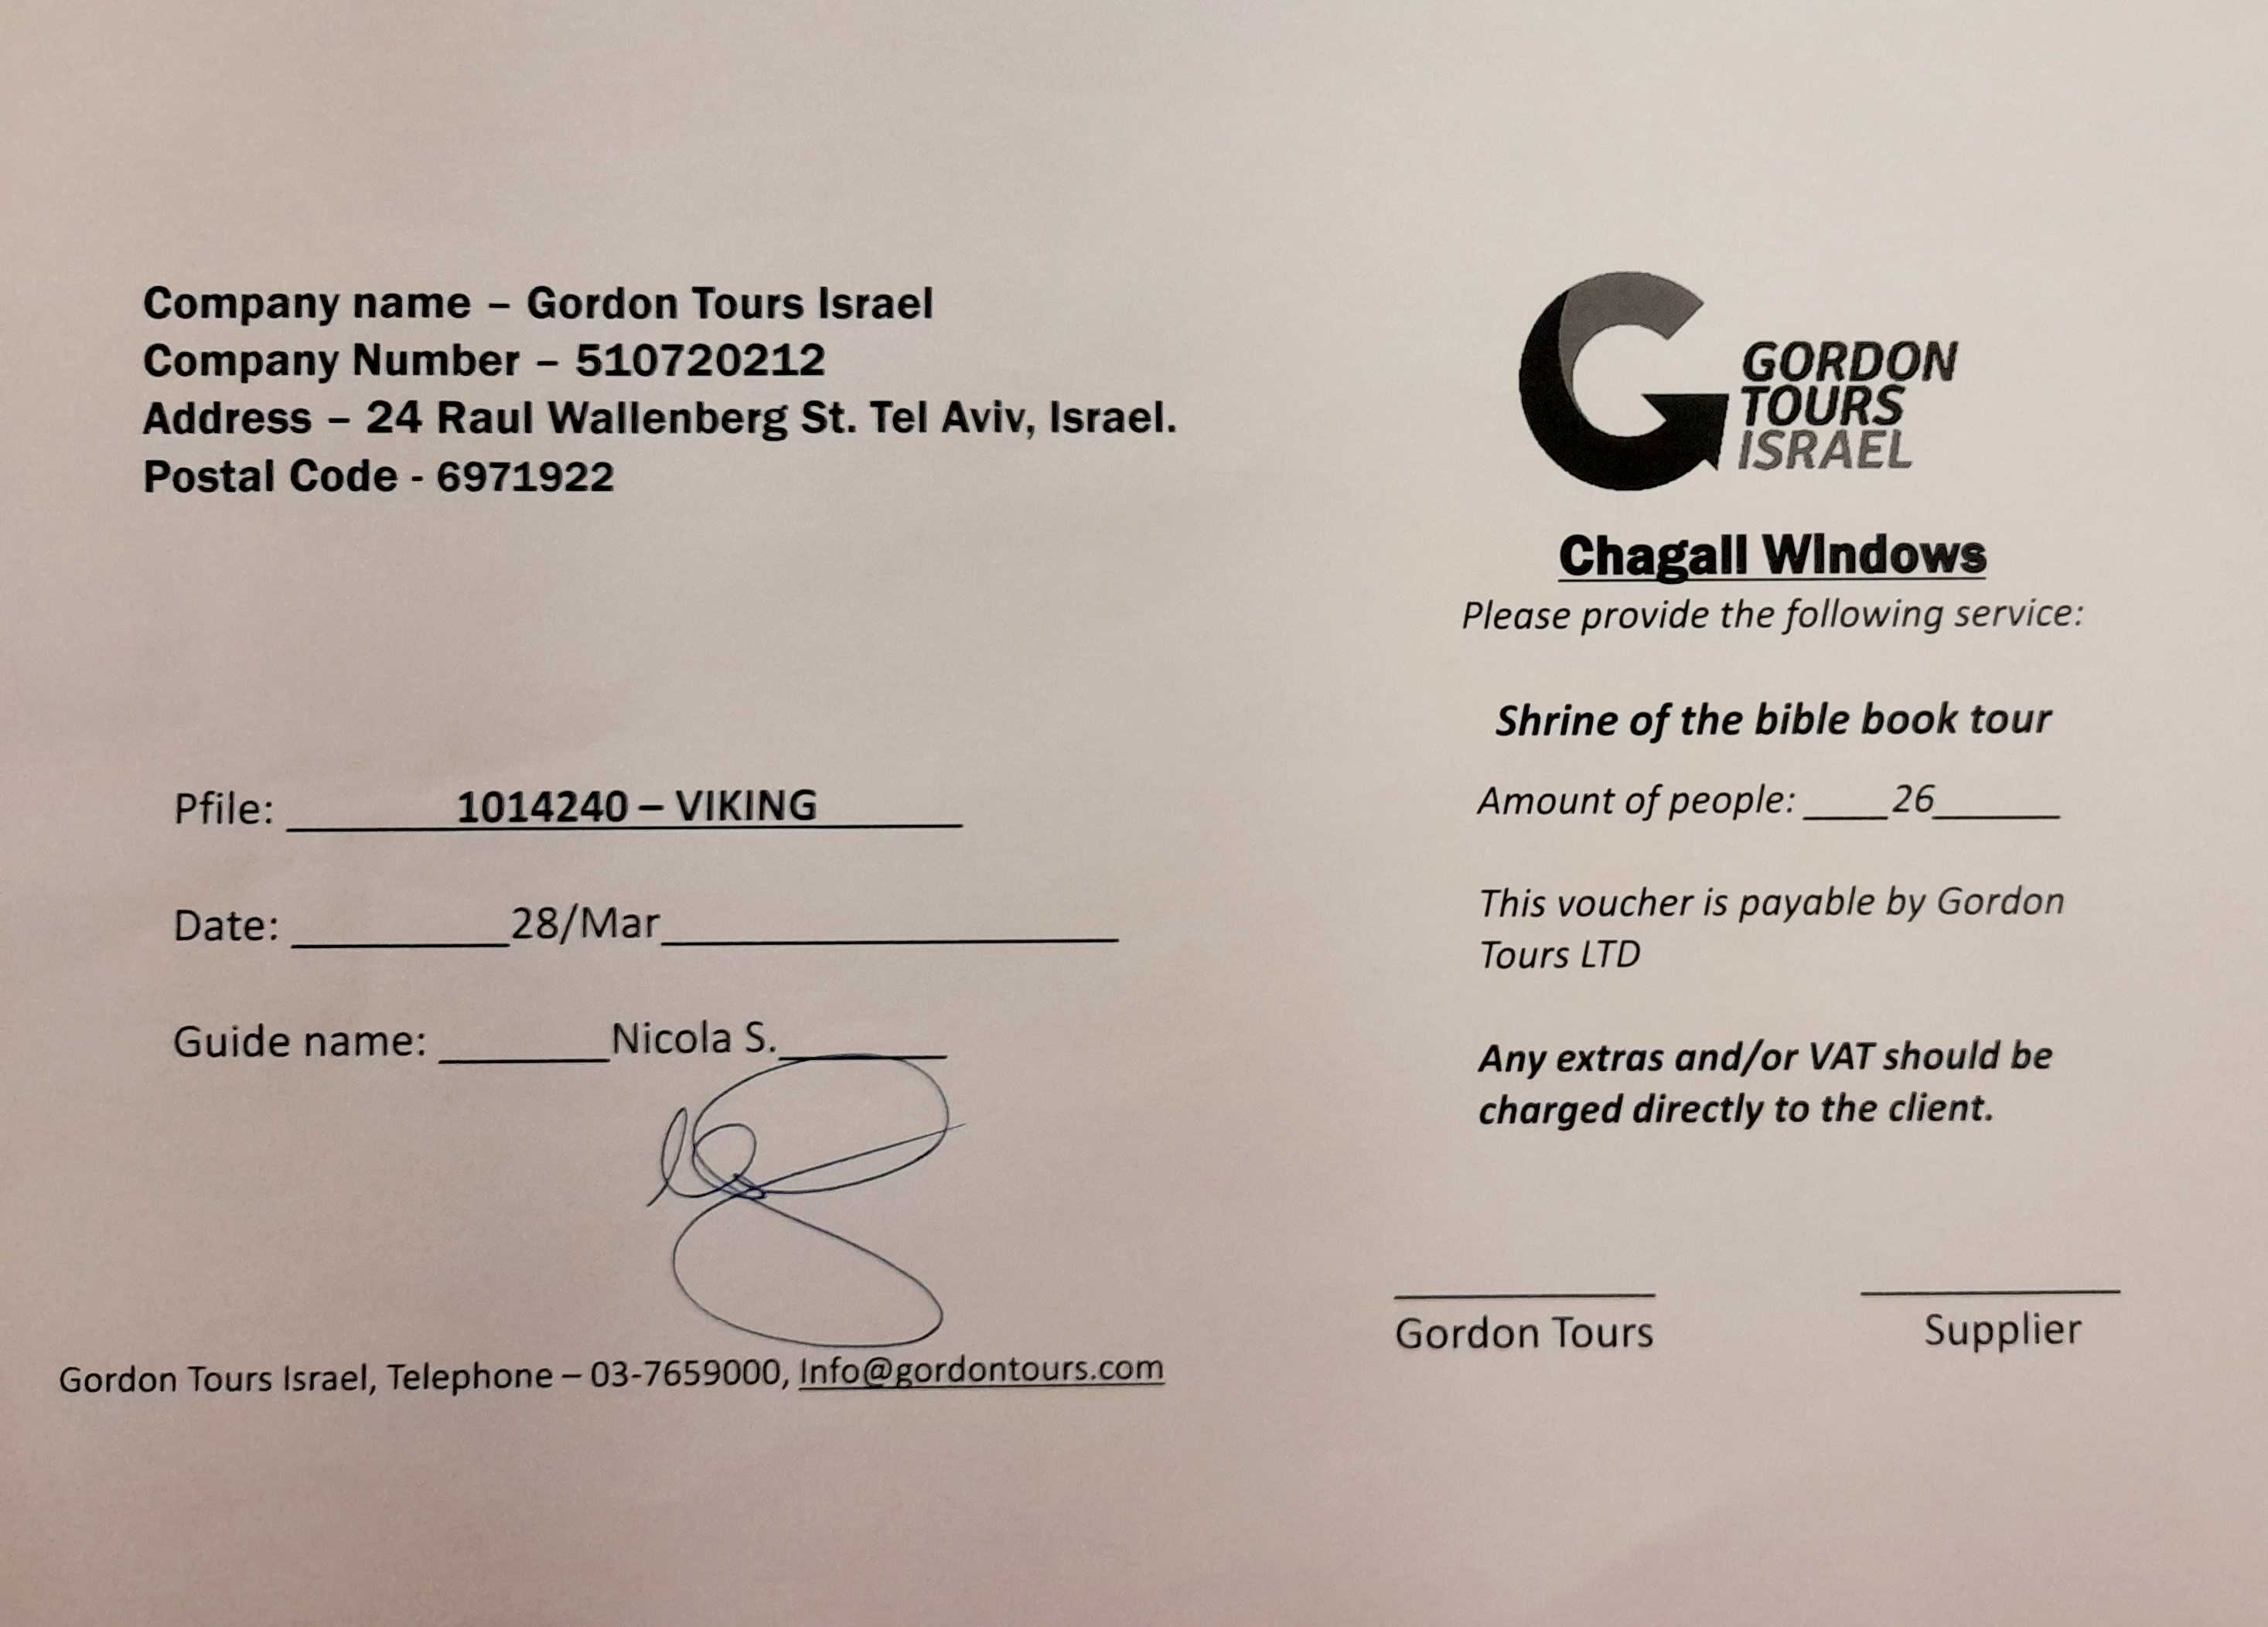 Company name – Gordon Tours Israel
Company Number – 510720212
Address – 24 Raul Wallenberg St. Tel Aviv, Israel.
Postal Code - 6971922
Pfile: 1014240 – VIKING
Date: 28/Mar
Guide name: Nicola S.
Gordon Tours Israel, Telephone – 03-7659000, Info@gordontours.com
GORDON
TOURS
ISRAEL
Chagall WIndows
Please provide the following service:
Shrine of the bible book tour
Amount of people: 26
This voucher is payable by Gordon
Tours LTD
Any extras and/or VAT should be
charged directly to the client.
Gordon Tours
Supplier